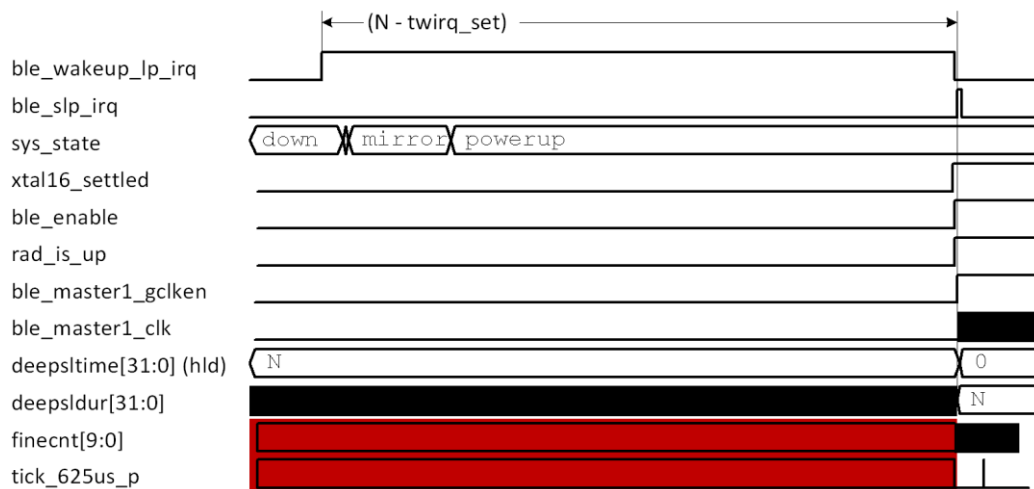 (N - twirq_set)
ble_wakeup_lp_irq
ble_slp_irq
sys_state down mirror powerup
xtal16_settled
ble_enable
rad_is_up
ble_master1_gclken
ble_master1_clk
deepsltime[31:0] (hld) N 0
deepsldur[31:0] N
finecnt[9:0]
tick_625us_p